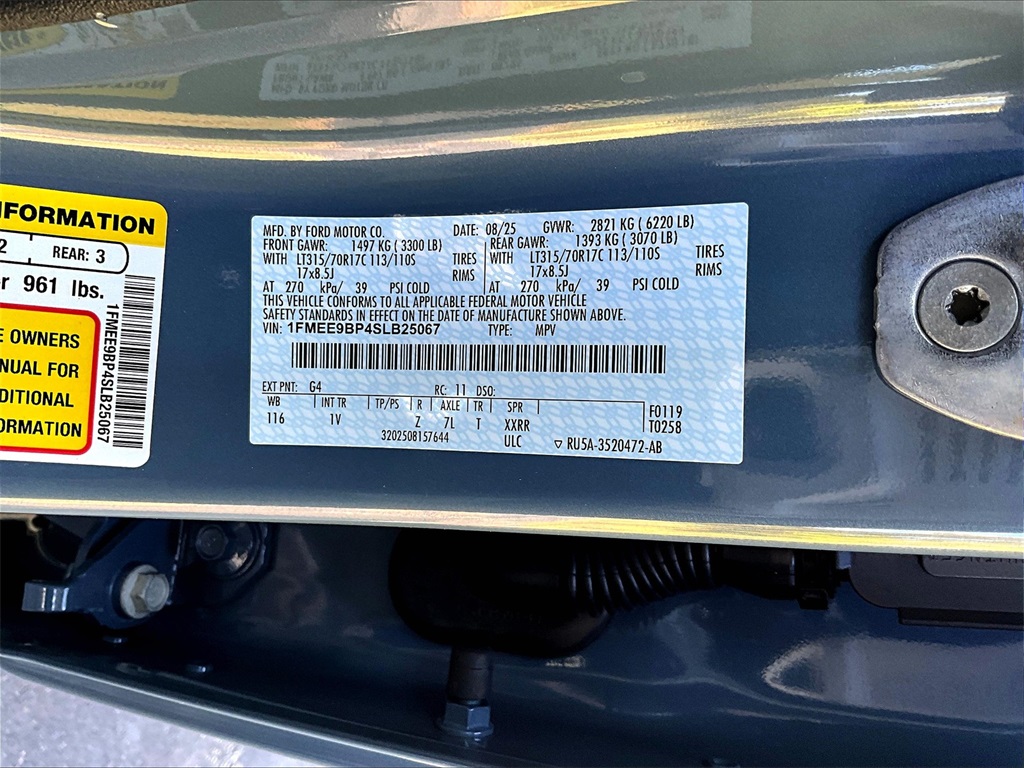 NFORMATION
2 REAR: 3
er 961 lbs.
E OWNERS
ANUAL FOR
DITIONAL
FORMATION
1FMEE9BP4SLB25067
MFD. BY FORD MOTOR CO. DATE: 08/25 GVWR: 2821 KG ( 6220 LB)
FRONT GAWR: 1497 KG ( 3300 LB) REAR GAWR: 1393 KG ( 3070 LB)
WITH LT315/70R17C 113/110S TIRES WITH LT315/70R17C 113/110S TIRES
17x8.5J RIMS 17x8.5J RIMS
AT 270 kPa/ 39 PSI COLD AT 270 kPa/ 39 PSI COLD
THIS VEHICLE CONFORMS TO ALL APPLICABLE FEDERAL MOTOR VEHICLE
SAFETY STANDARDS IN EFFECT ON THE DATE OF MANUFACTURE SHOWN ABOVE.
VIN: 1FMEE9BP4SLB25067 TYPE: MPV
EXT PNT: G4 RC: 11 DSO:
WB INT TR TP/PS R AXLE TR SPR F0119
116 1V Z 7L T XXRR T0258
3202508157644 ULC ▽ RU5A-3520472-AB